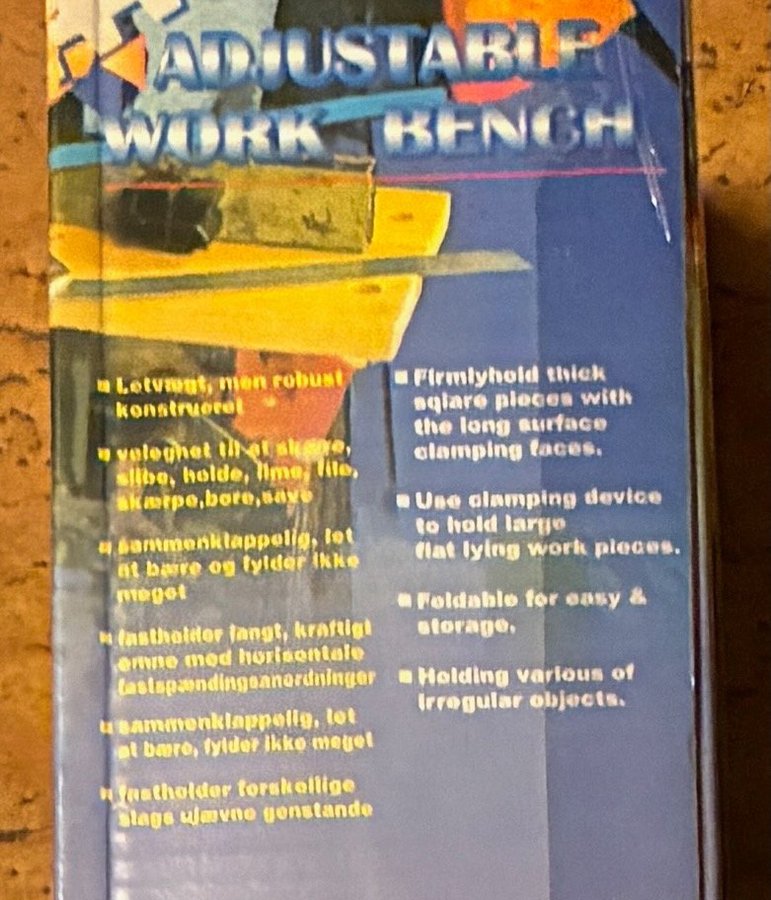 ADJUSTABLE
WORK BENCH
Letvægt, men robust
konstrueret
veleghet til at skære,
slibe, holde, lime, file,
skærpe,bore,save
sammenklappelig, let
at bære og fylder ikke
meget
fastholder langt, kraftigt
emne med horisontale
fastspændingsanordninger
sammenklappelig, let
at bære, fylder ikke meget
fastholder forskellige
slags ujævne genstande
Firmlyhold thick
sqlare pieces with
the long surface
clamping faces.
Use clamping device
to hold large
flat lying work pieces.
Foldable for easy &
storage.
Holding various of
irregular objects.